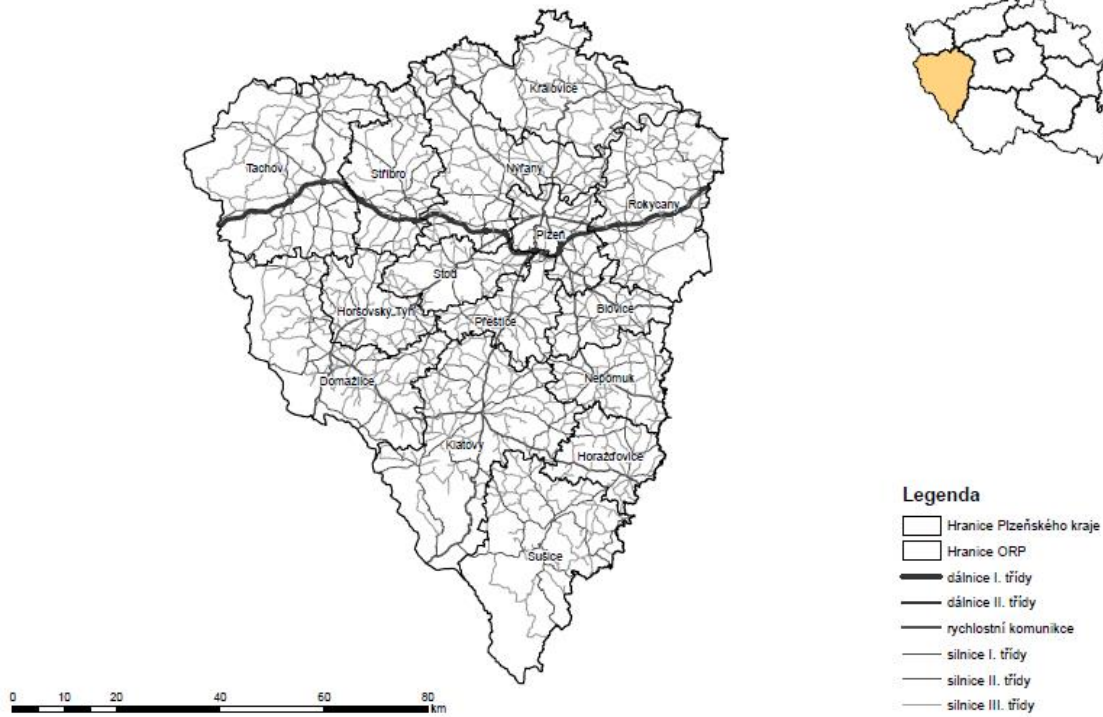 Kralovice
Tachov
Stříbro
Nýřany
Rokycany
Plzeň
Stod
Horšovský Týn
Přeštice
Blovice
Domažlice
Nepomuk
Klatovy
Horažďovice
Sušice
Legenda
Hranice Plzeňského kraje
Hranice ORP
dálnice I. třídy
dálnice II. třídy
rychlostní komunikce
silnice I. třídy
silnice II. třídy
silnice III. třídy
0 10 20 40 60 80
km